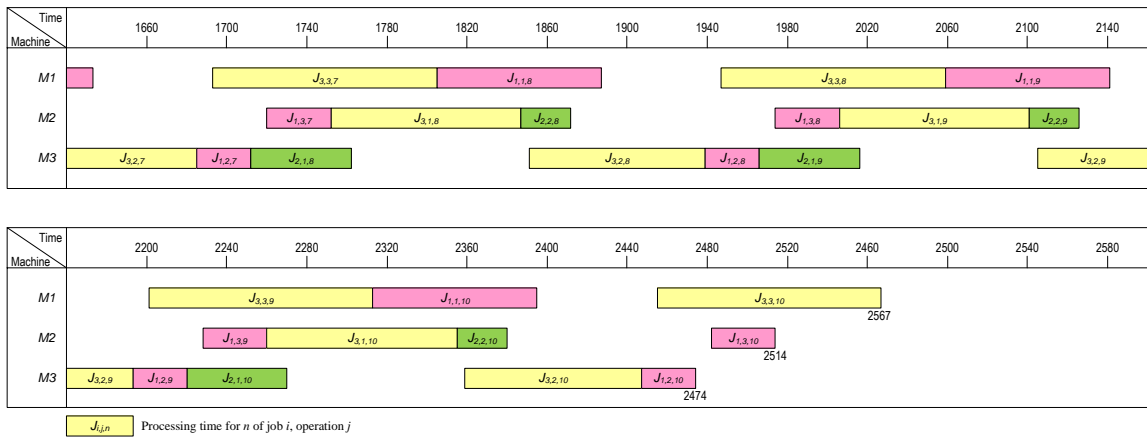 Time
Machine
1660 1700 1740 1780 1820 1860 1900 1940 1980 2020 2060 2100 2140
M1 J3,3,7 J1,1,8 J3,3,8 J1,1,9
M2 J1,3,7 J3,1,8 J2,2,8 J1,3,8 J3,1,9 J2,2,9
M3 J3,2,7 J1,2,7 J2,1,8 J3,2,8 J1,2,8 J2,1,9 J3,2,9
Time
Machine
2200 2240 2280 2320 2360 2400 2440 2480 2520 2460 2500 2540 2580
M1 J3,3,9 J1,1,10 J3,3,10
2567
M2 J1,3,9 J3,1,10 J2,2,10 J1,3,10
2514
M3 J3,2,9 J1,2,9 J2,1,10 J3,2,10 J1,2,10
2474
Ji,j,n Processing time for n of job i, operation j